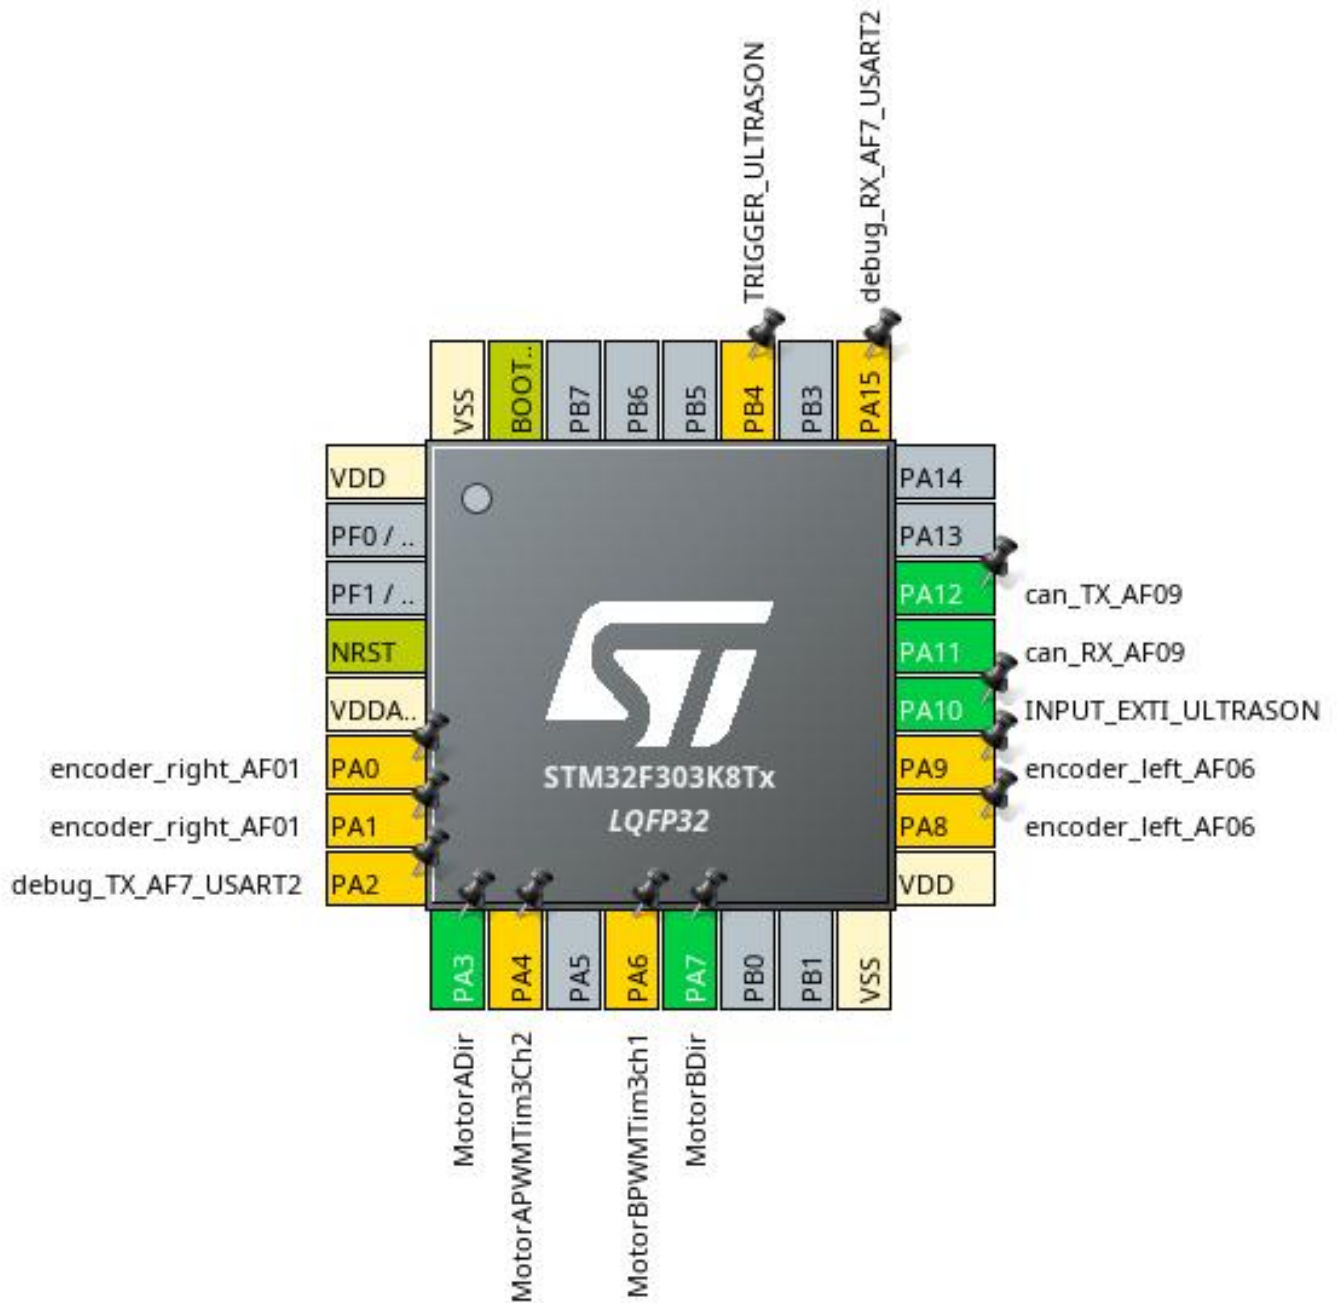 TRIGGER_ULTRASON
debug_RX_AF7_USART2
VSS
BOOT..
PB7
PB6
PB5
PB4
PB3
PA15
VDD
PF0 / ..
PF1 / ..
NRST
VDDA..
encoder_right_AF01 PA0
encoder_right_AF01 PA1
debug_TX_AF7_USART2 PA2
STM32F303K8Tx
LQFP32
PA14
PA13
PA12 can_TX_AF09
PA11 can_RX_AF09
PA10 INPUT_EXTI_ULTRASON
PA9 encoder_left_AF06
PA8 encoder_left_AF06
VDD
PA3
PA4
PA5
PA6
PA7
PB0
PB1
VSS
MotorADir
MotorAPWMTim3Ch2
MotorBPWMTim3ch1
MotorBDir